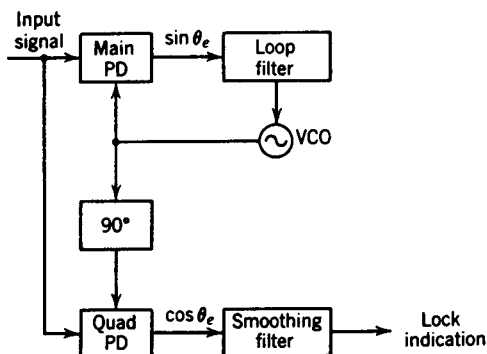 Input
signal
Main
PD
sin θₑ
Loop
filter
VCO
90°
Quad
PD
cos θₑ
Smoothing
filter
Lock
indication